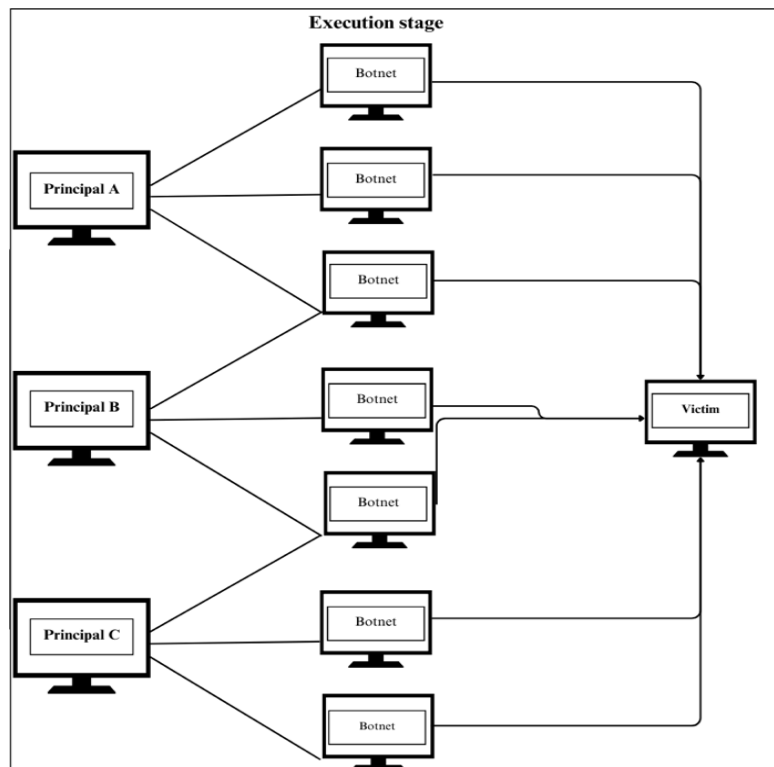 Execution stage
Botnet
Principal A
Botnet
Botnet
Principal B
Botnet
Victim
Botnet
Principal C
Botnet
Botnet